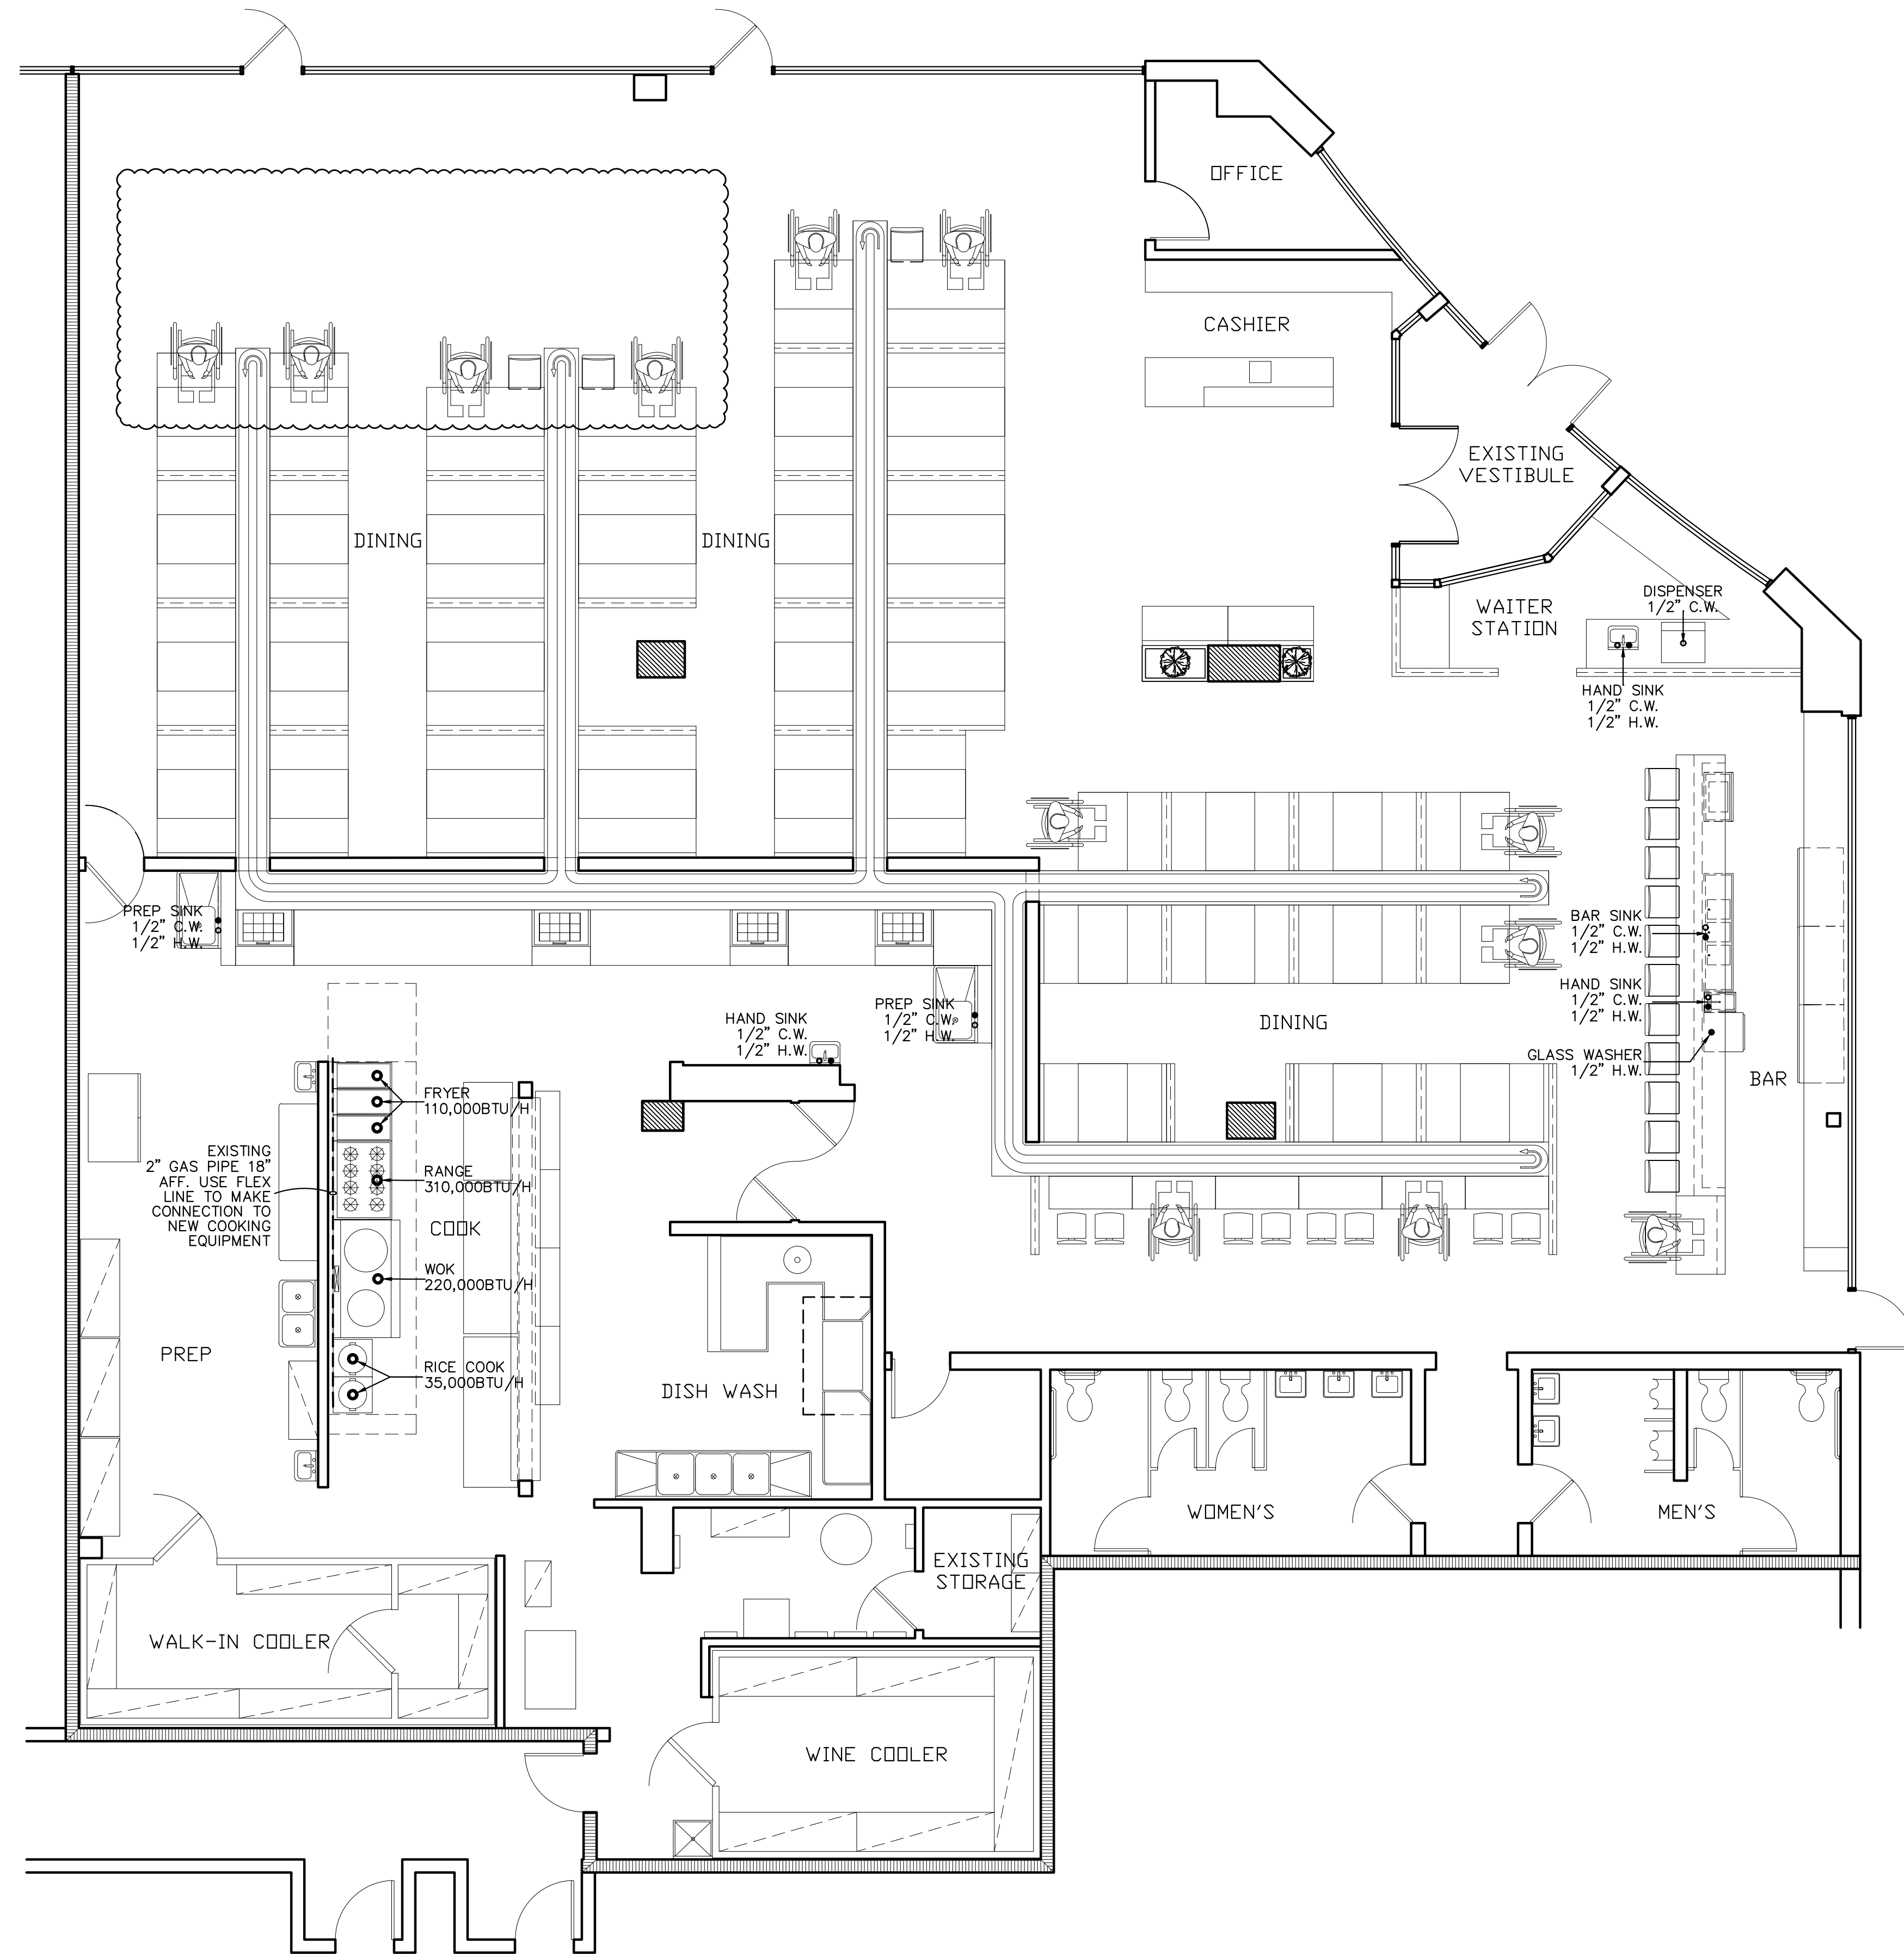 OFFICE
CASHIER
EXISTING
VESTIBULE
DINING
DINING
WAITER
STATION
DISPENSER
1/2" C.W.
HAND SINK
1/2" C.W.
1/2" H.W.
PREP SINK
1/2" C.W.
1/2" H.W.
BAR SINK
1/2" C.W.
1/2" H.W.
HAND SINK
1/2" C.W.
1/2" H.W.
GLASS WASHER
1/2" H.W.
BAR
DINING
PREP SINK
1/2" C.W.
1/2" H.W.
HAND SINK
1/2" C.W.
1/2" H.W.
FRYER
110,000BTU/H
EXISTING
2" GAS PIPE 18"
AFF. USE FLEX
LINE TO MAKE
CONNECTION TO
NEW COOKING
EQUIPMENT
RANGE
310,000BTU/H
COOK
WOK
220,000BTU/H
PREP
RICE COOK
35,000BTU/H
DISH WASH
WOMEN'S
MEN'S
EXISTING
STORAGE
WALK-IN COOLER
WINE COOLER